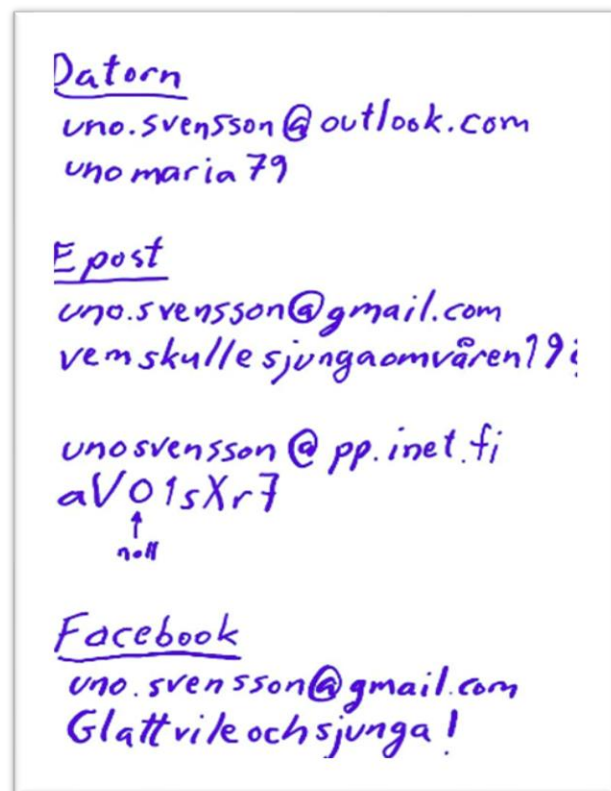 Datorn
uno.svensson@outlook.com
unomaria79
Epost
uno.svensson@gmail.com
vemskullesjungaomvåren19
unosvensson@pp.inet.fi
aV01sXr7
↑
noll
Facebook
uno.svensson@gmail.com
Glattvileochsjunga!